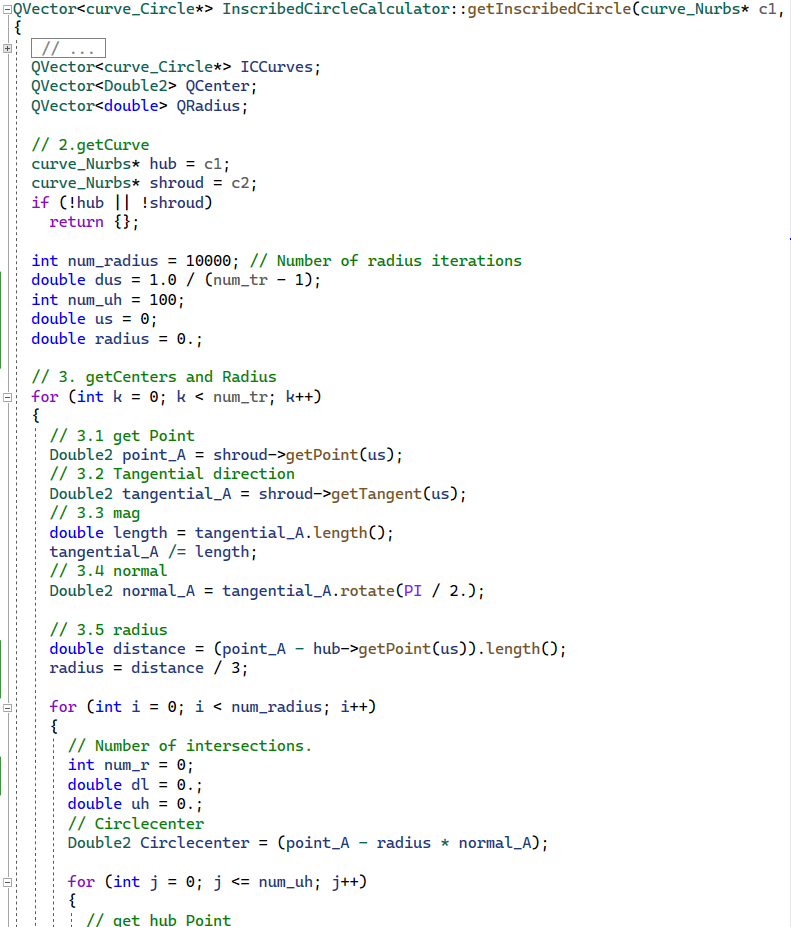 QVector<curve_Circle*> InscribedCircleCalculator::getInscribedCircle(curve_Nurbs* c1,
{
// ...
QVector<curve_Circle*> ICCurves;
QVector<Double2> QCenter;
QVector<double> QRadius;
// 2.getCurve
curve_Nurbs* hub = c1;
curve_Nurbs* shroud = c2;
if (!hub || !shroud)
return {};
int num_radius = 10000; // Number of radius iterations
double dus = 1.0 / (num_tr - 1);
int num_uh = 100;
double us = 0;
double radius = 0.;
// 3. getCenters and Radius
for (int k = 0; k < num_tr; k++)
{
// 3.1 get Point
Double2 point_A = shroud->getPoint(us);
// 3.2 Tangential direction
Double2 tangential_A = shroud->getTangent(us);
// 3.3 mag
double length = tangential_A.length();
tangential_A /= length;
// 3.4 normal
Double2 normal_A = tangential_A.rotate(PI / 2.);
// 3.5 radius
double distance = (point_A - hub->getPoint(us)).length();
radius = distance / 3;
for (int i = 0; i < num_radius; i++)
{
// Number of intersections.
int num_r = 0;
double dl = 0.;
double uh = 0.;
// Circlecenter
Double2 Circlecenter = (point_A - radius * normal_A);
for (int j = 0; j <= num_uh; j++)
{
// get hub Point